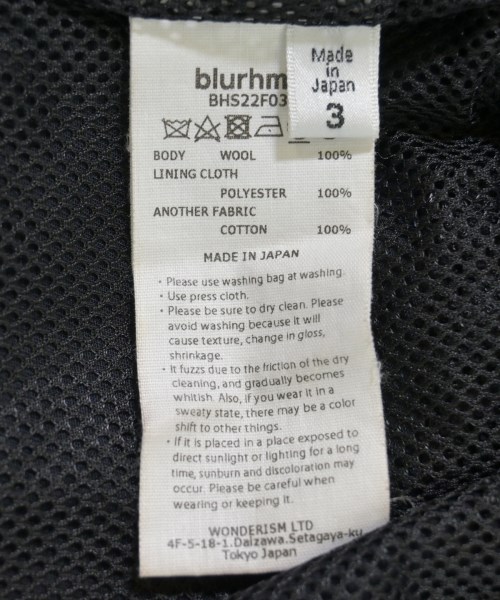 blurhm
BHS22F03
Made
in
Japan
3
BODY WOOL 100%
LINING CLOTH
POLYESTER 100%
ANOTHER FABRIC
COTTON 100%
MADE IN JAPAN
・Please use washing bag at washing.
・Use press cloth.
・Please be sure to dry clean. Please
avoid washing because it will
cause texture, change in gloss,
shrinkage.
・It fuzzs due to the friction of the dry
cleaning, and gradually becomes
whitish. Also, if you wear it in a
sweaty state, there may be a color
shift to other things.
・If it is placed in a place exposed to
direct sunlight or lighting for a long
time, sunburn and discoloration may
occur. Please be careful when
wearing or keeping it.
WONDERISM LTD
4F-5-18-1.Daizawa.Setagaya-ku
Tokyo Japan